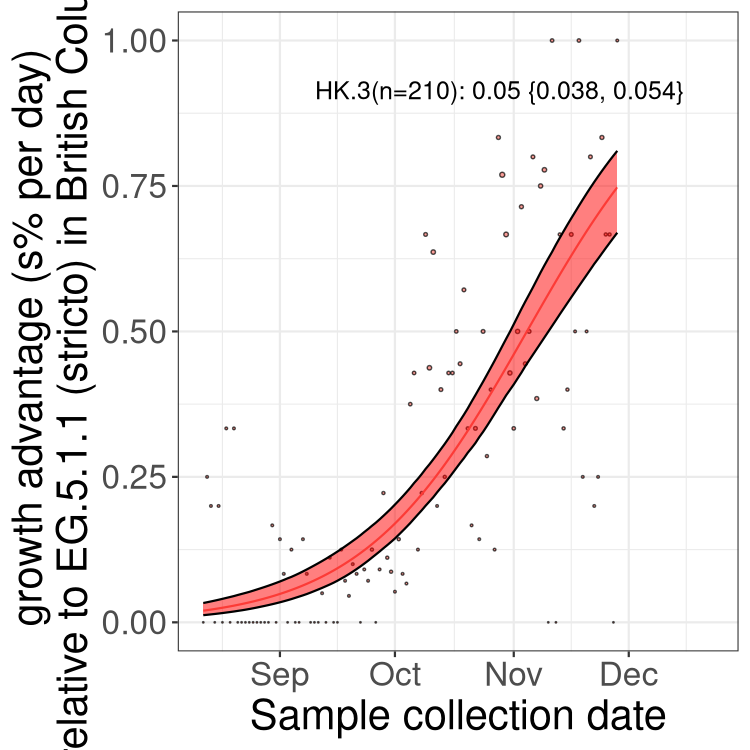 growth advantage (s% per day)
relative to EG.5.1.1 (stricto) in British
1.00
0.75
0.50
0.25
0.00
HK.3(n=210): 0.05 {0.038, 0.054}
Sep Oct Nov Dec
Sample collection date